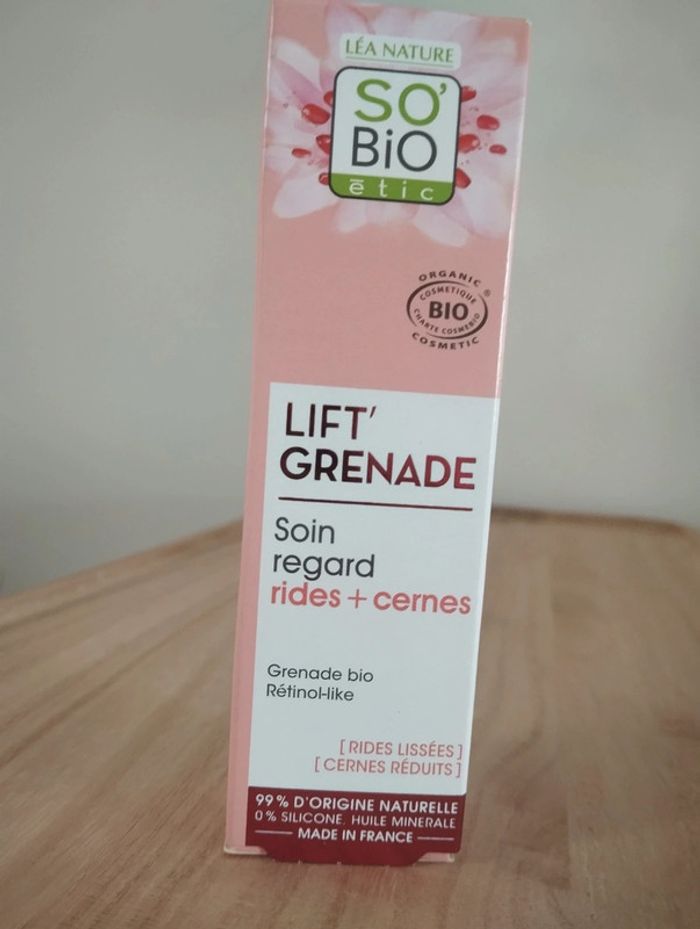 LÉA NATURE
SO'
BiO
ētic
ORGANIC
COSMETIQUE
BIO
CHARTE COSMEBIO
COSMETIC
®
LIFT'
GRENADE
Soin
regard
rides + cernes
Grenade bio
Rétinol-like
[RIDES LISSÉES]
[CERNES RÉDUITS]
99 % D'ORIGINE NATURELLE
0 % SILICONE, HUILE MINERALE
MADE IN FRANCE